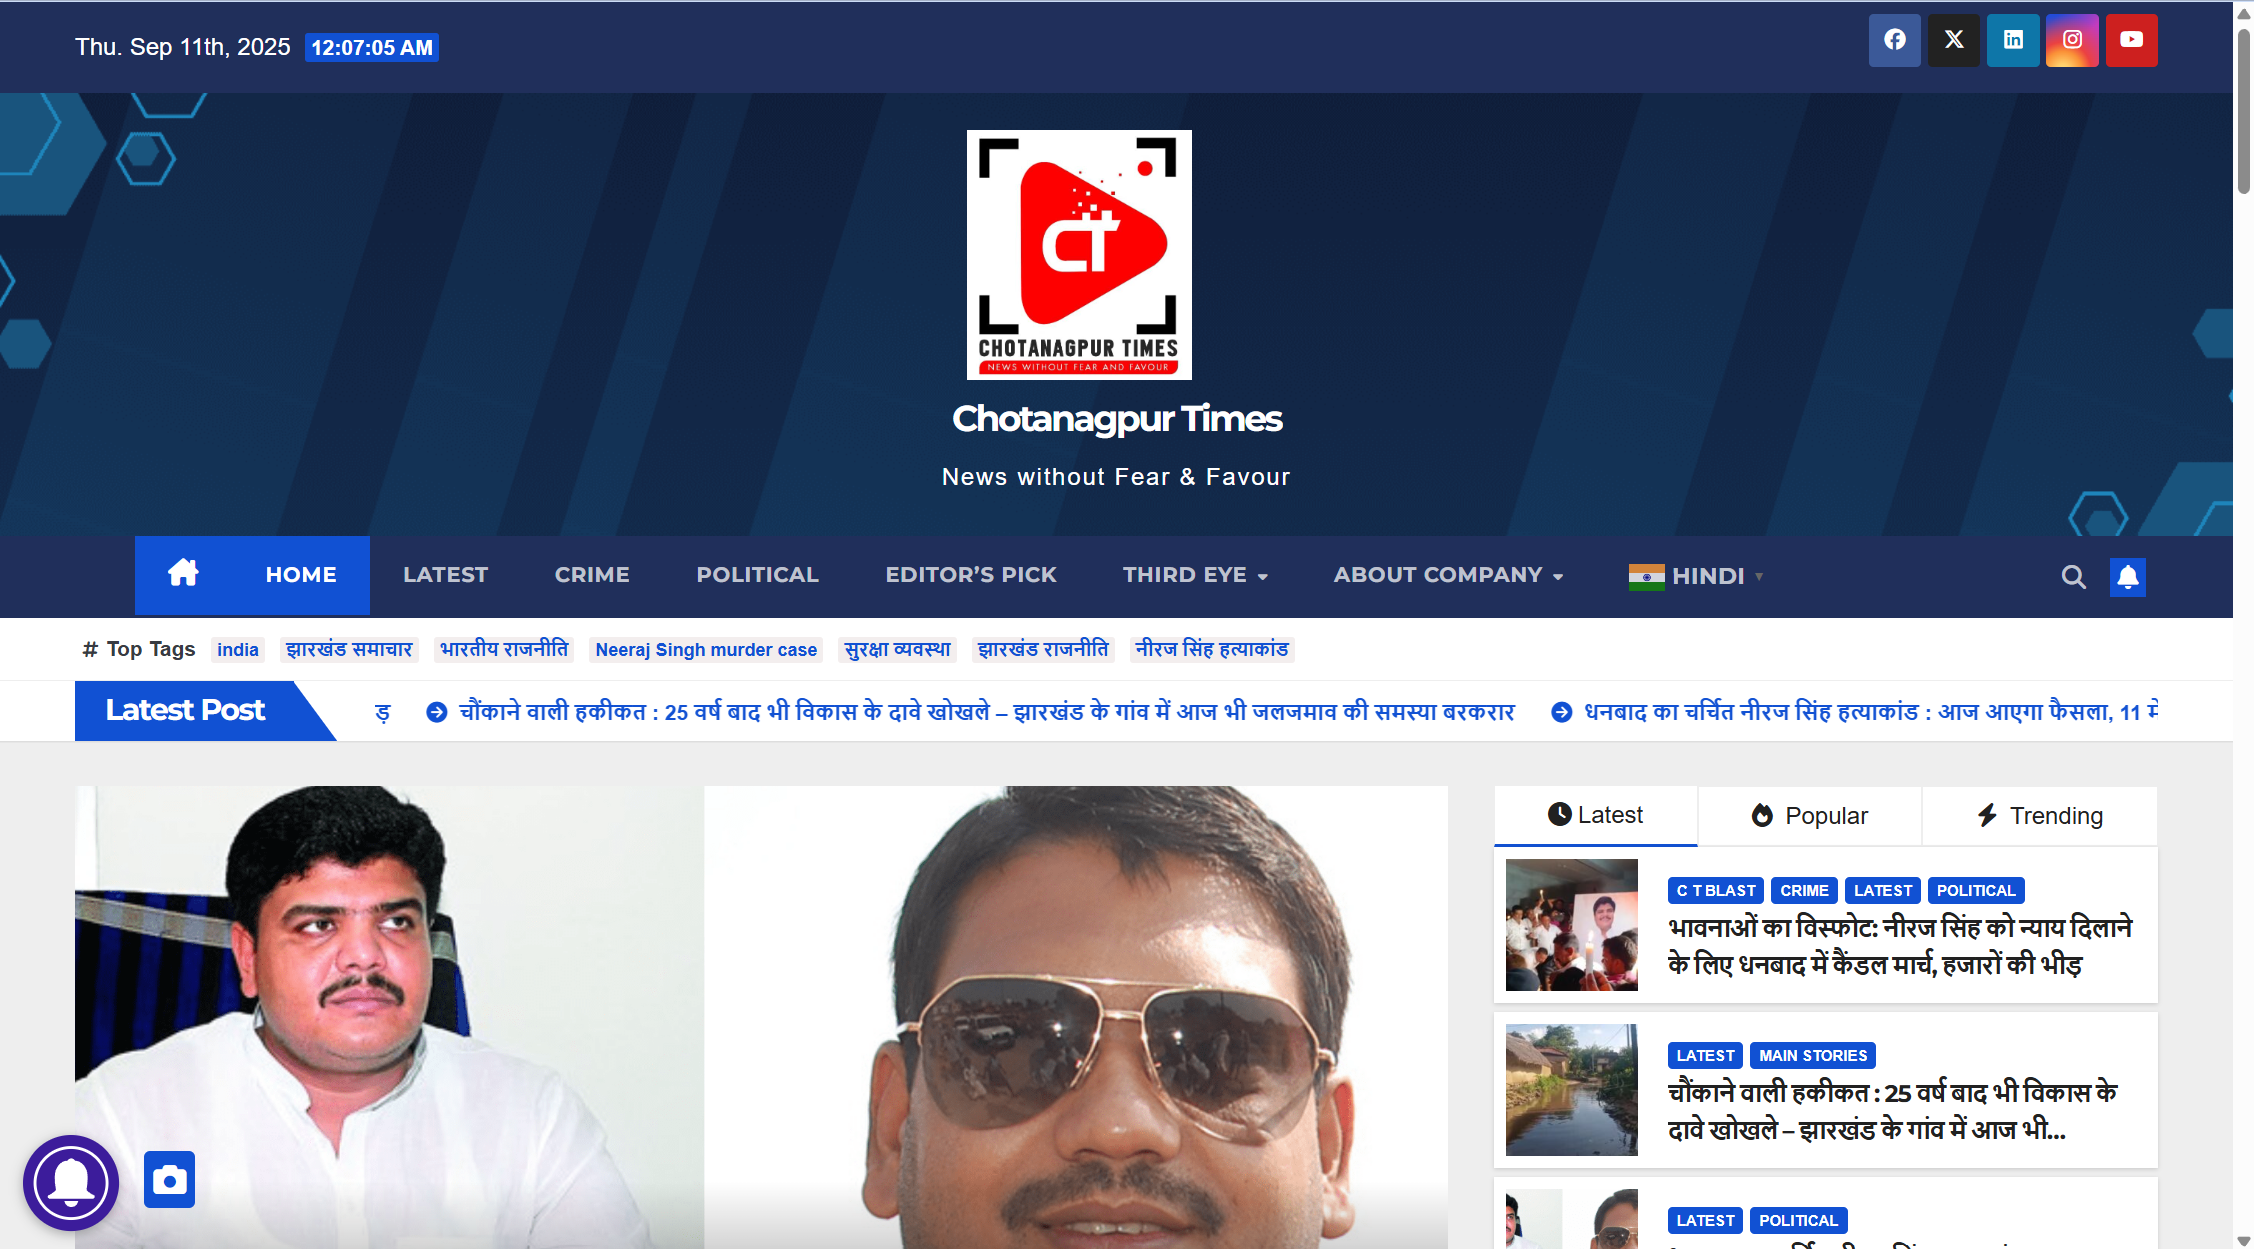 Thu. Sep 11th, 2025 12:07:05 AM
CT
CHOTANAGPUR TIMES
NEWS WITHOUT FEAR AND FAVOUR
Chotanagpur Times
News without Fear & Favour
HOME LATEST CRIME POLITICAL EDITOR’S PICK THIRD EYE ABOUT COMPANY HINDI
# Top Tags india झारखंड समाचार भारतीय राजनीति Neeraj Singh murder case सुरक्षा व्यवस्था झारखंड राजनीति नीरज सिंह हत्याकांड
Latest Post ड़ चौंकाने वाली हकीकत : 25 वर्ष बाद भी विकास के दावे खोखले – झारखंड के गांव में आज भी जलजमाव की समस्या बरकरार धनबाद का चर्चित नीरज सिंह हत्याकांड : आज आएगा फैसला, 11 में
Latest Popular Trending
C T BLAST CRIME LATEST POLITICAL
भावनाओं का विस्फोट: नीरज सिंह को न्याय दिलाने
के लिए धनबाद में कैंडल मार्च, हजारों की भीड़
LATEST MAIN STORIES
चौंकाने वाली हकीकत : 25 वर्ष बाद भी विकास के
दावे खोखले – झारखंड के गांव में आज भी...
LATEST POLITICAL